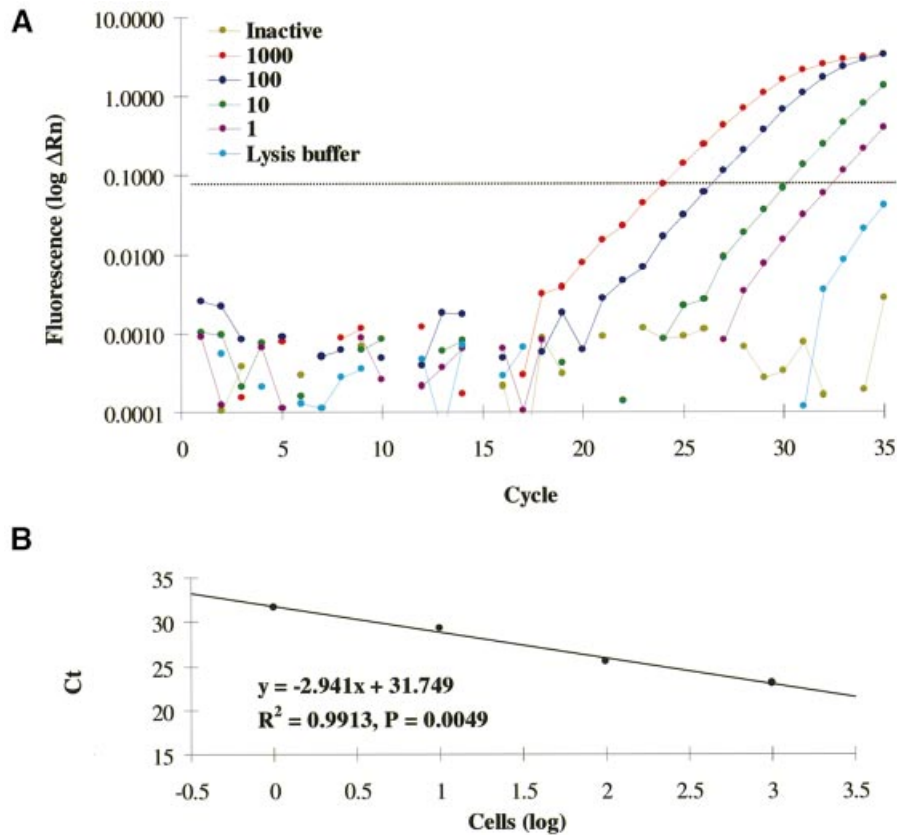 A
Fluorescence (log ΔRn)
10.0000
1.0000
0.1000
0.0100
0.0010
0.0001
Inactive
1000
100
10
1
Lysis buffer
0 5 10 15 20 25 30 35
Cycle
B
Ct
35
30
25
20
15
y = -2.941x + 31.749
R² = 0.9913, P = 0.0049
-0.5 0 0.5 1 1.5 2 2.5 3 3.5
Cells (log)